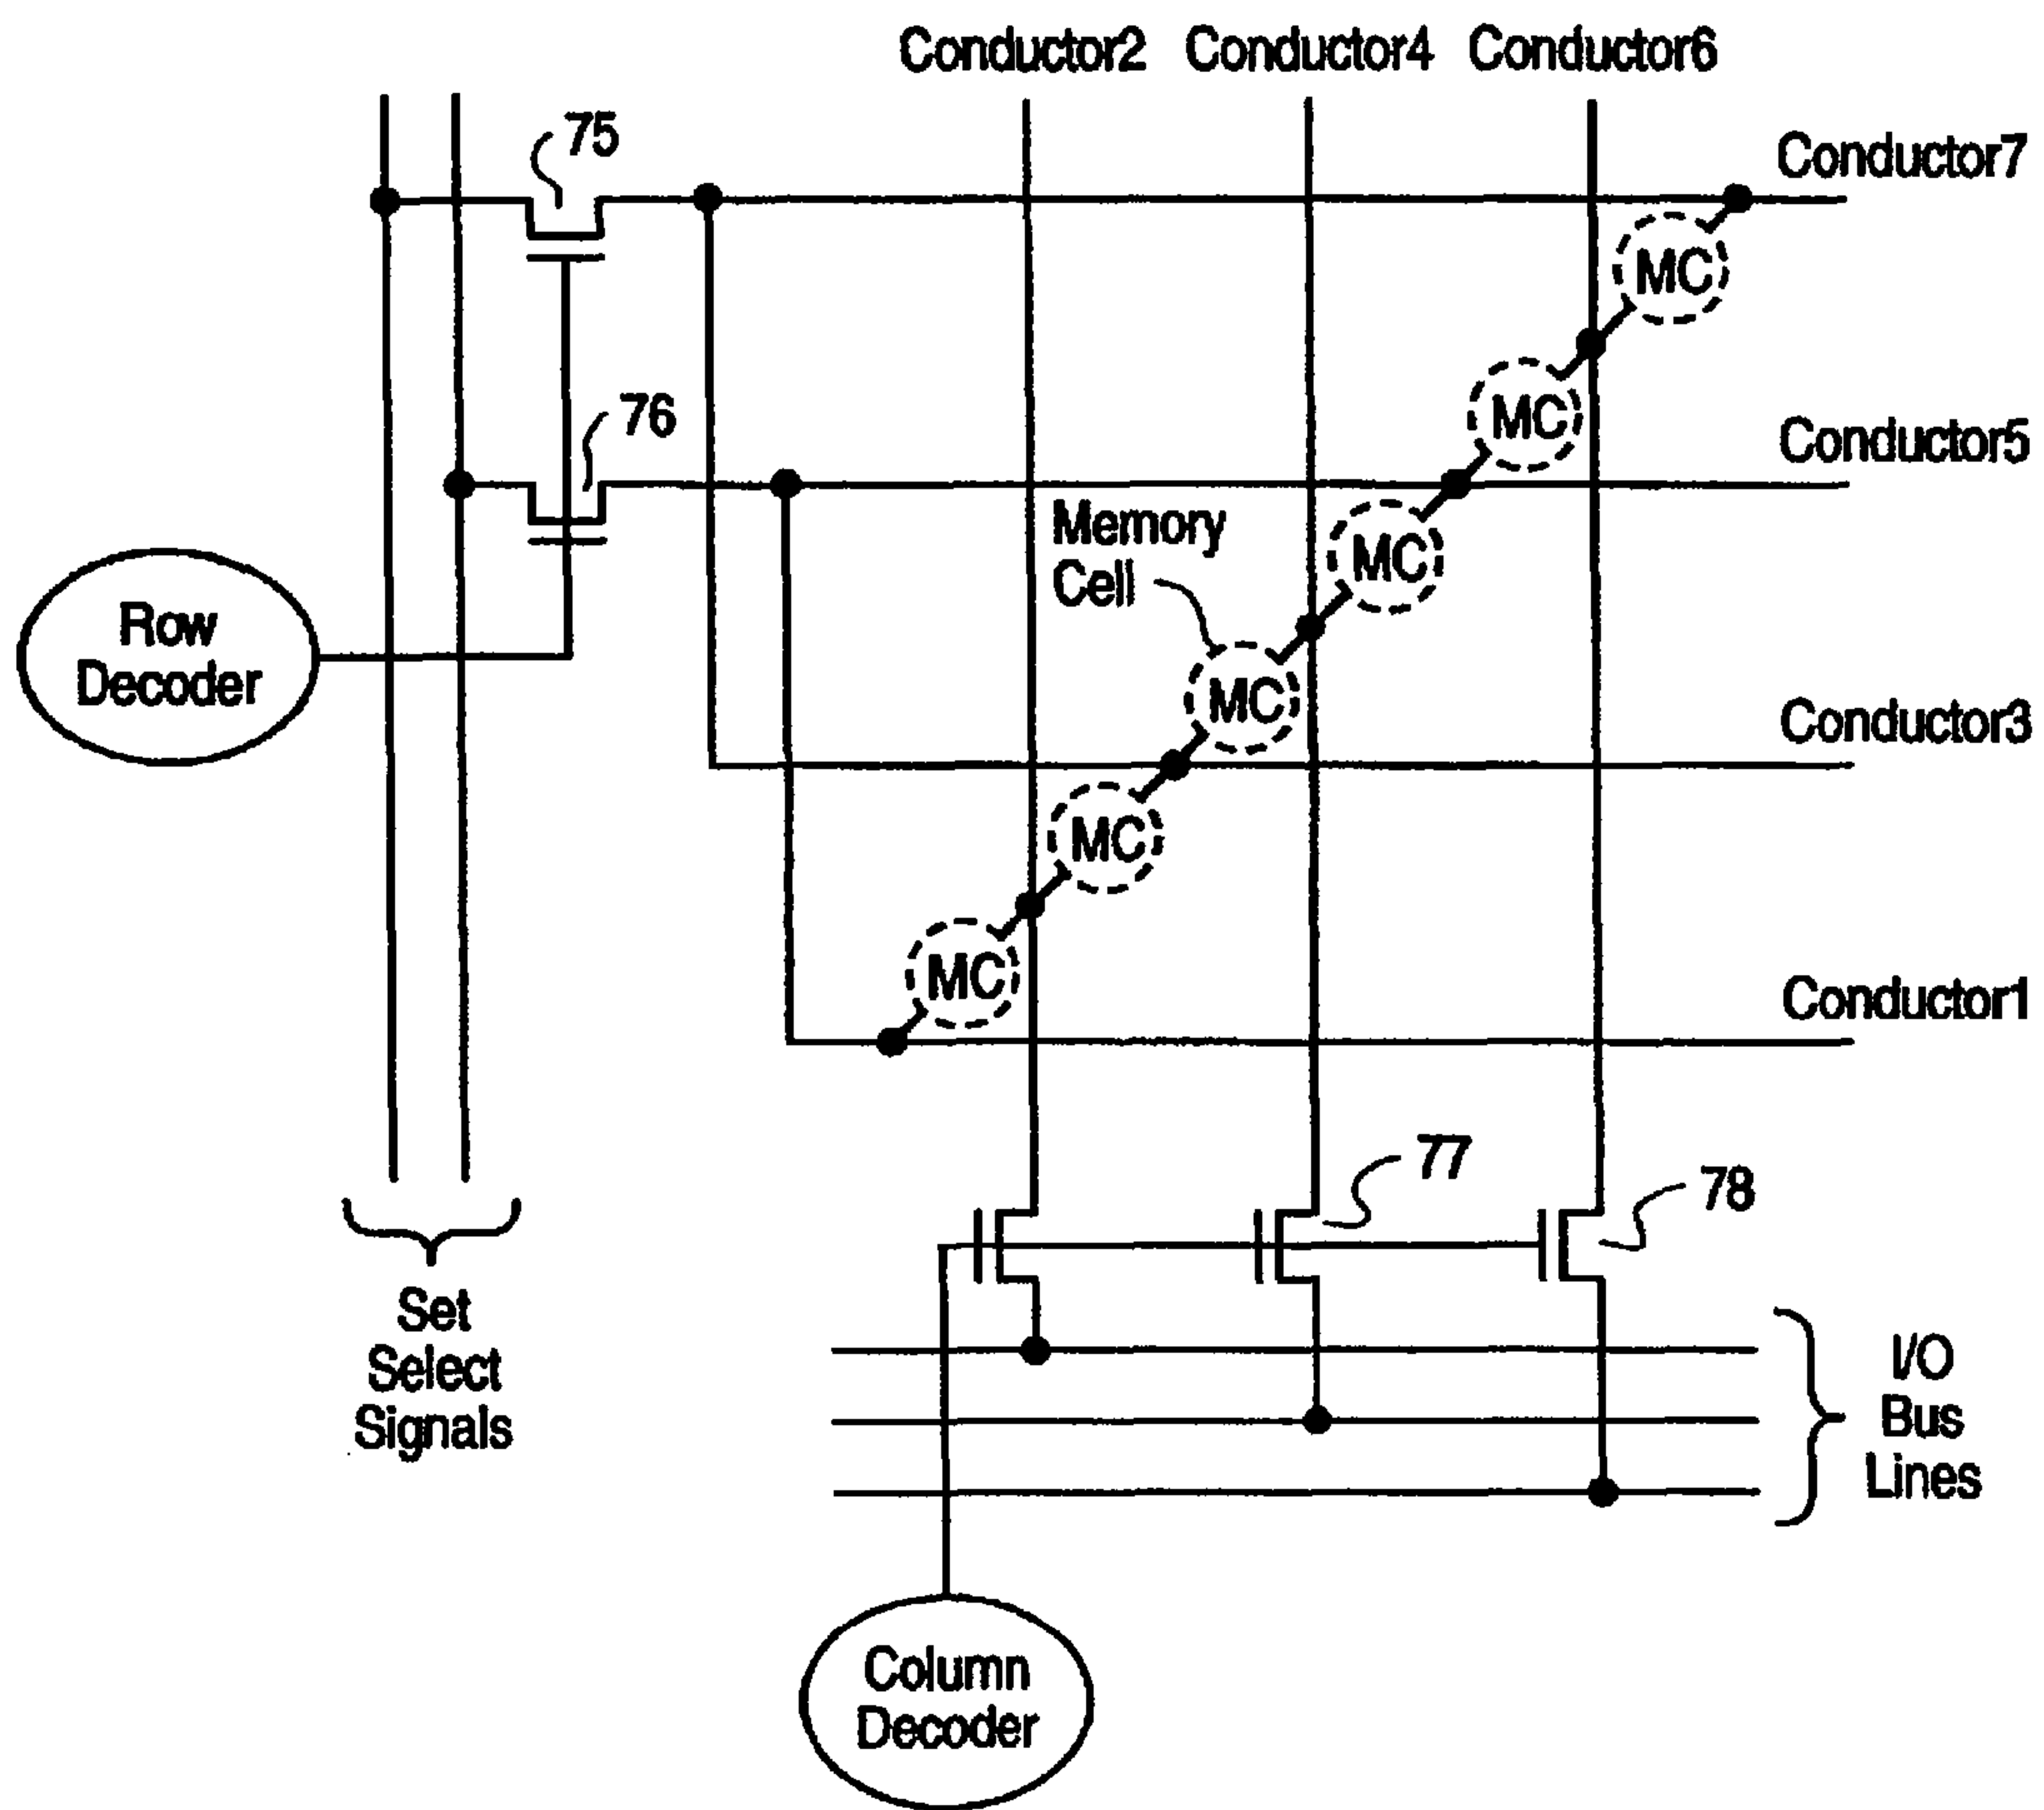 Conductor2 Conductor4 Conductor6
75
Conductor7
MC
76
MC
Conductor5
Memory
Cell
MC
Row
Decoder
MC
Conductor3
MC
MC
Conductor1
77
78
Set
Select
Signals
I/O
Bus
Lines
Column
Decoder